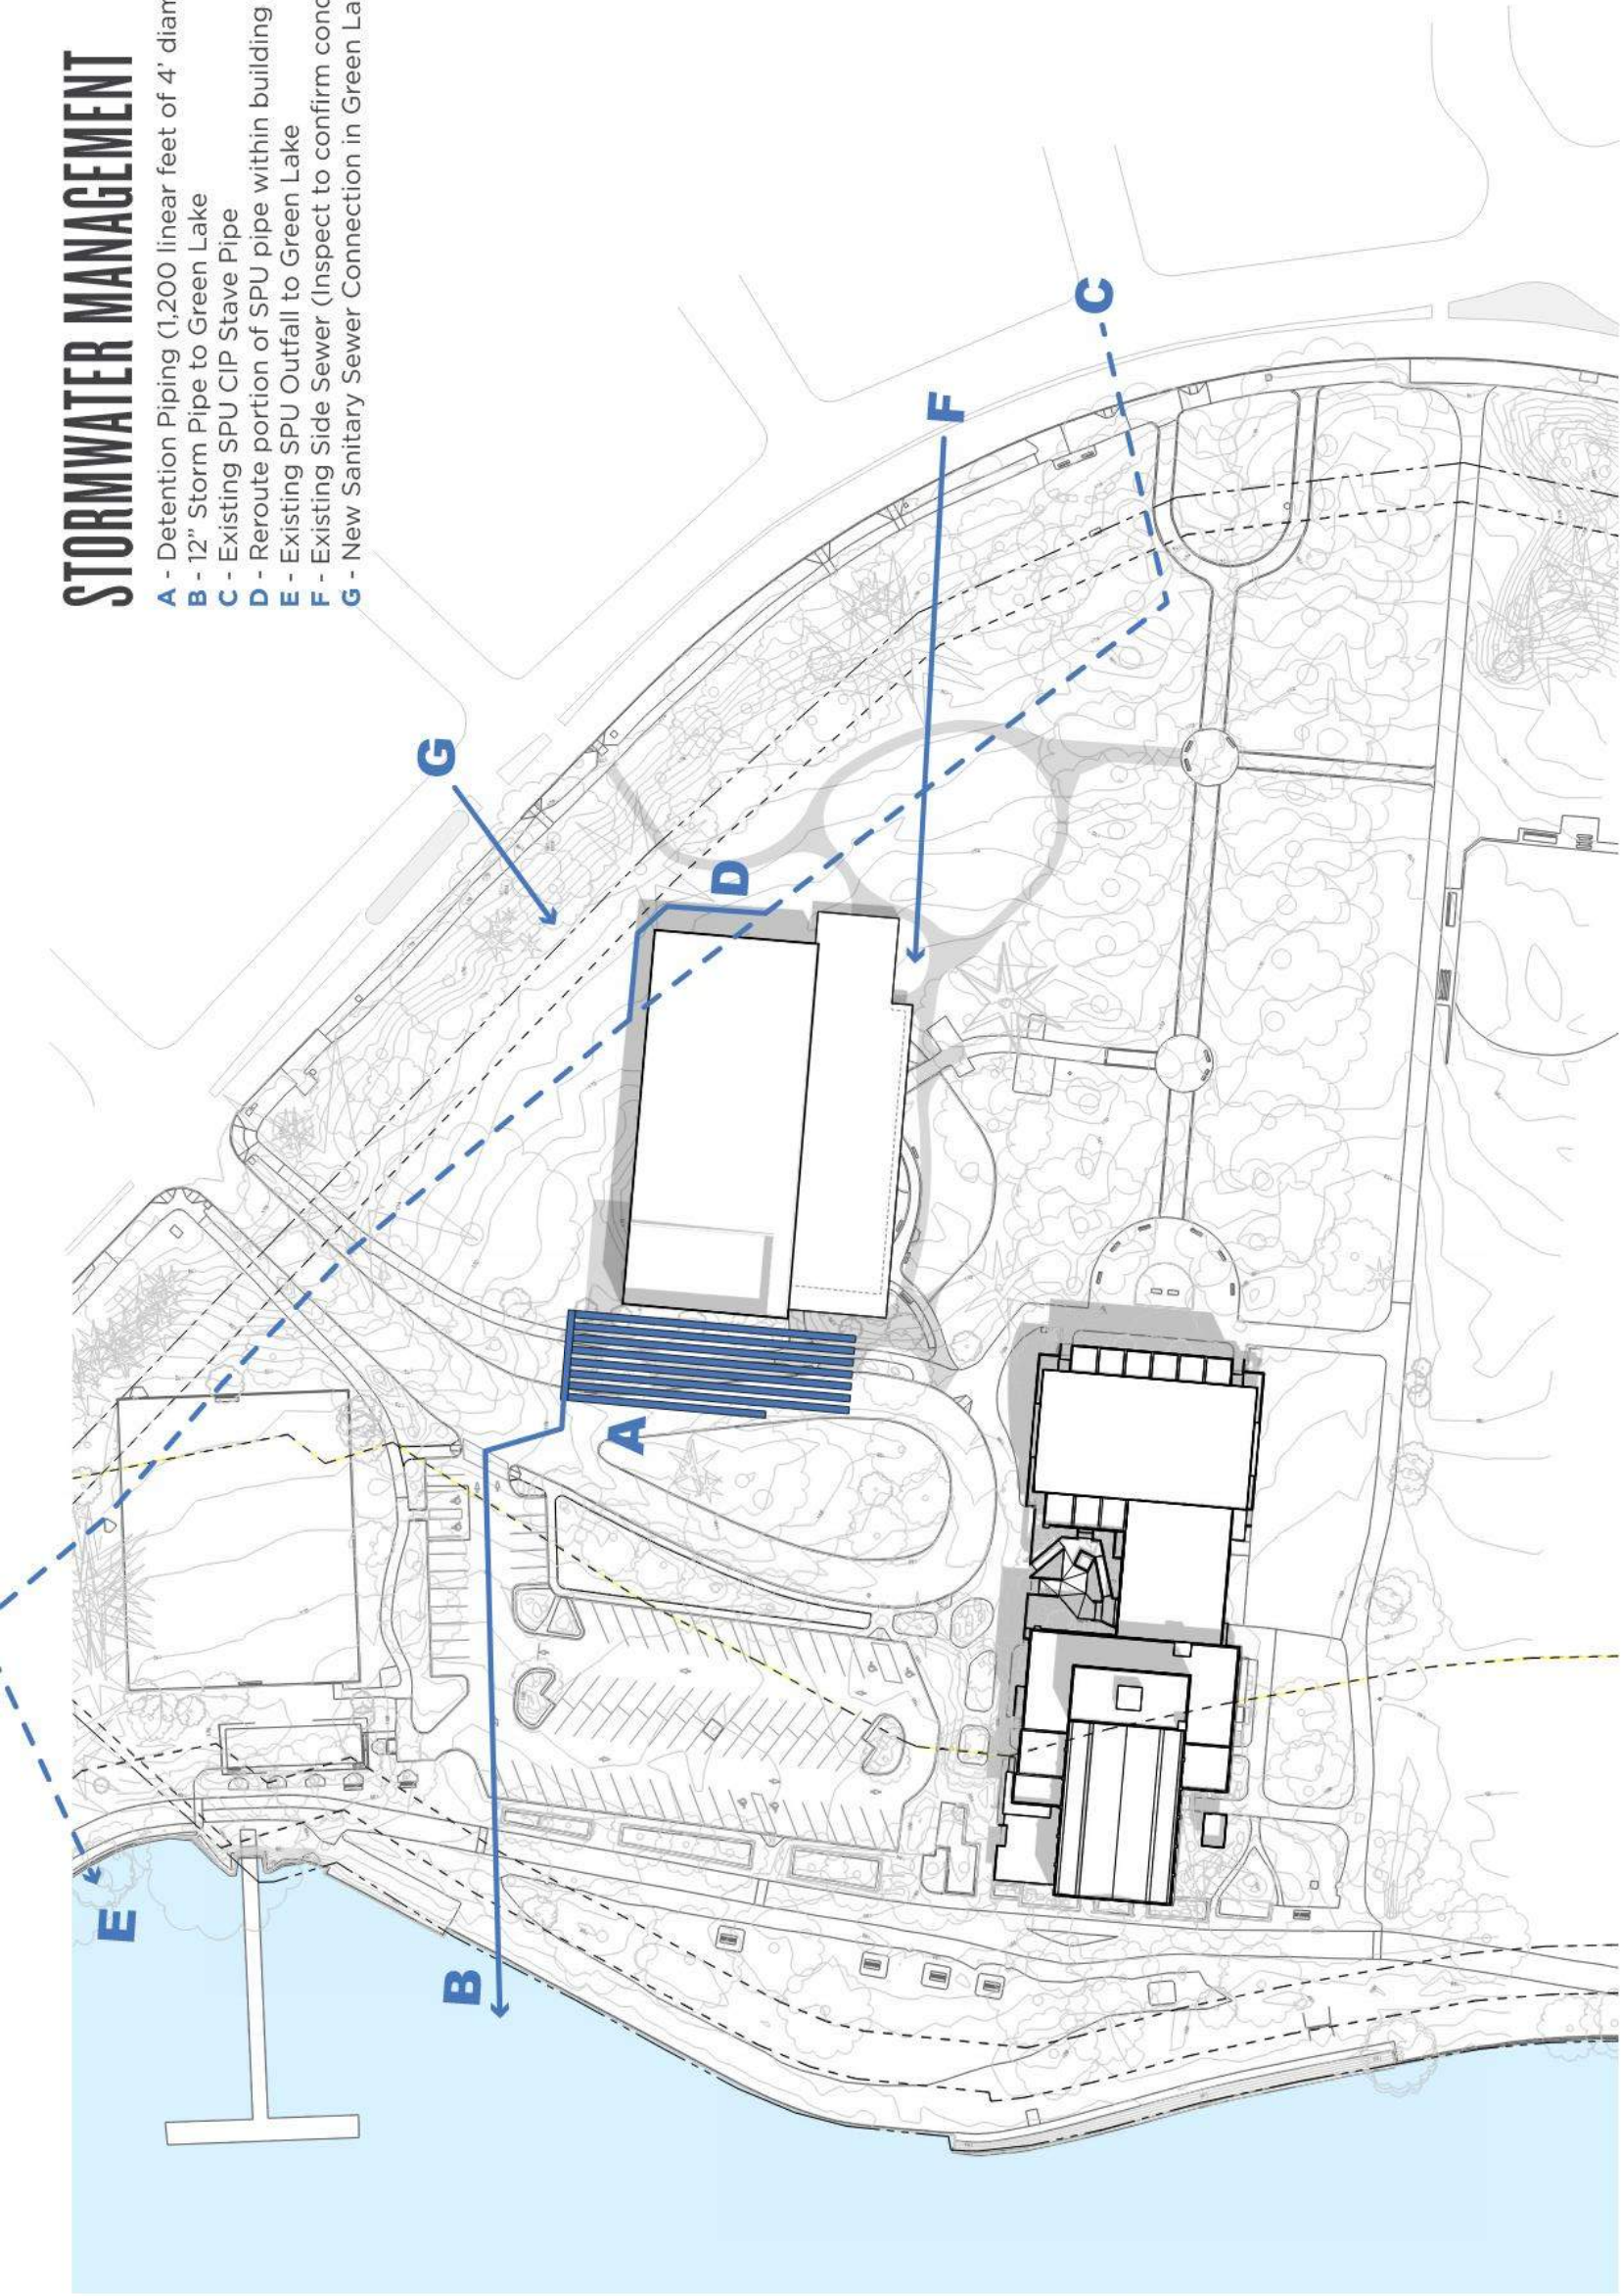 STORMWATER MANAGEMENT
A - Detention Piping (1,200 linear feet of 4' diam
B - 12" Storm Pipe to Green Lake
C - Existing SPU CIP Stave Pipe
D - Reroute portion of SPU pipe within building
E - Existing SPU Outfall to Green Lake
F - Existing Side Sewer (Inspect to confirm cond
G - New Sanitary Sewer Connection in Green La
C
F
G
D
A
B
E